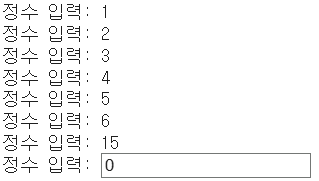 정수 입력: 1
정수 입력: 2
정수 입력: 3
정수 입력: 4
정수 입력: 5
정수 입력: 6
정수 입력: 15
정수 입력: 0